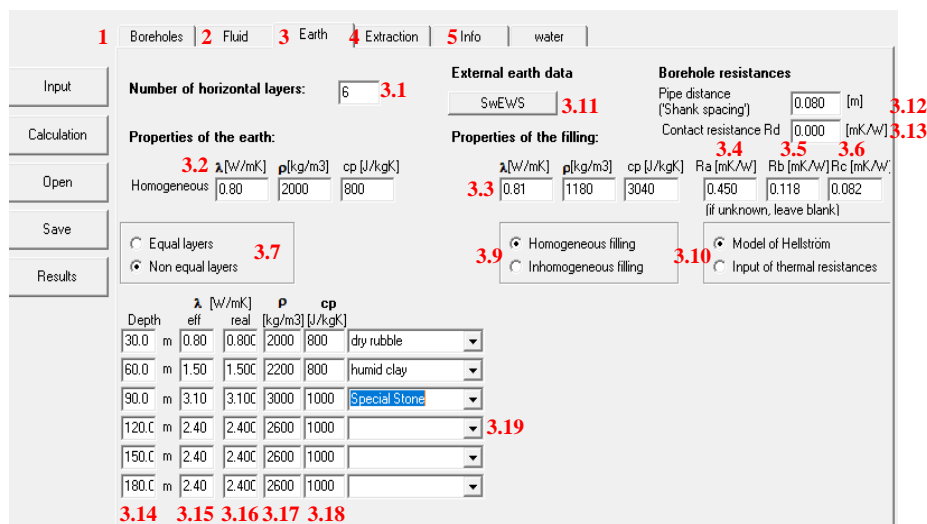 1 Boreholes 2 Fluid 3 Earth 4 Extraction 5 Info water
Input
Calculation
Open
Save
Results
Number of horizontal layers: 6 3.1
External earth data
SwEWS 3.11
Borehole resistances
Pipe distance
('Shank spacing') 0.080 [m] 3.12
Contact resistance Rd 0.000 [mK/W] 3.13
Properties of the earth:
3.2 λ[W/mK] ρ[kg/m3] cp [J/kgK]
Homogeneous 0.80 2000 800
Properties of the filling:
λ[W/mK] ρ[kg/m3] cp [J/kgK]
3.3 0.81 1180 3040
3.4 3.5 3.6
Ra [mK/W] Rb [mK/W] Rc [mK/W]
0.450 0.118 0.082
(if unknown, leave blank)
Equal layers
Non equal layers
3.7
3.9
Homogeneous filling
Inhomogeneous filling
3.10
Model of Hellström
Input of thermal resistances
λ [W/mK] ρ cp
Depth eff real [kg/m3] [J/kgK]
30.0 m 0.80 0.800 2000 800 dry rubble
60.0 m 1.50 1.500 2200 800 humid clay
90.0 m 3.10 3.100 3000 1000 Special Stone
120.0 m 2.40 2.400 2600 1000 3.19
150.0 m 2.40 2.400 2600 1000
180.0 m 2.40 2.400 2600 1000
3.14 3.15 3.16 3.17 3.18